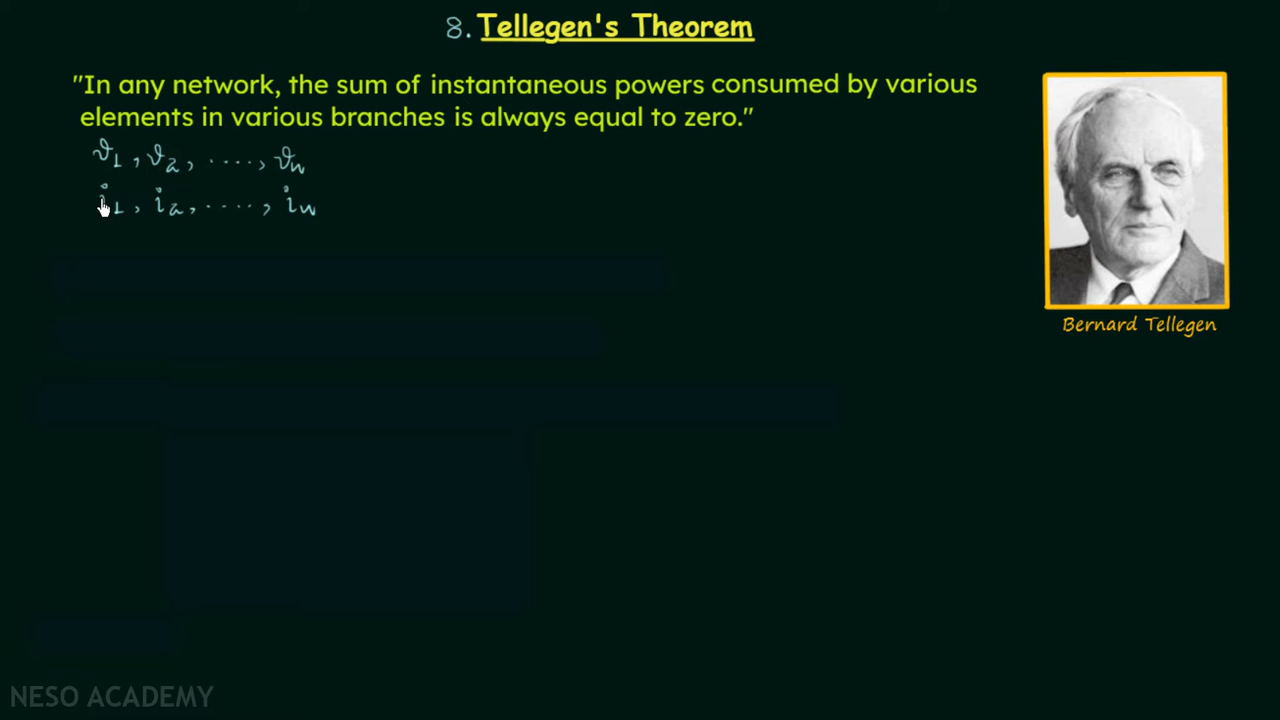 8. Tellegen's Theorem
"In any network, the sum of instantaneous powers consumed by various
elements in various branches is always equal to zero."
v₁, v₂, ....., vₙ
i₁, i₂, ....., iₙ
Bernard Tellegen
NESO ACADEMY